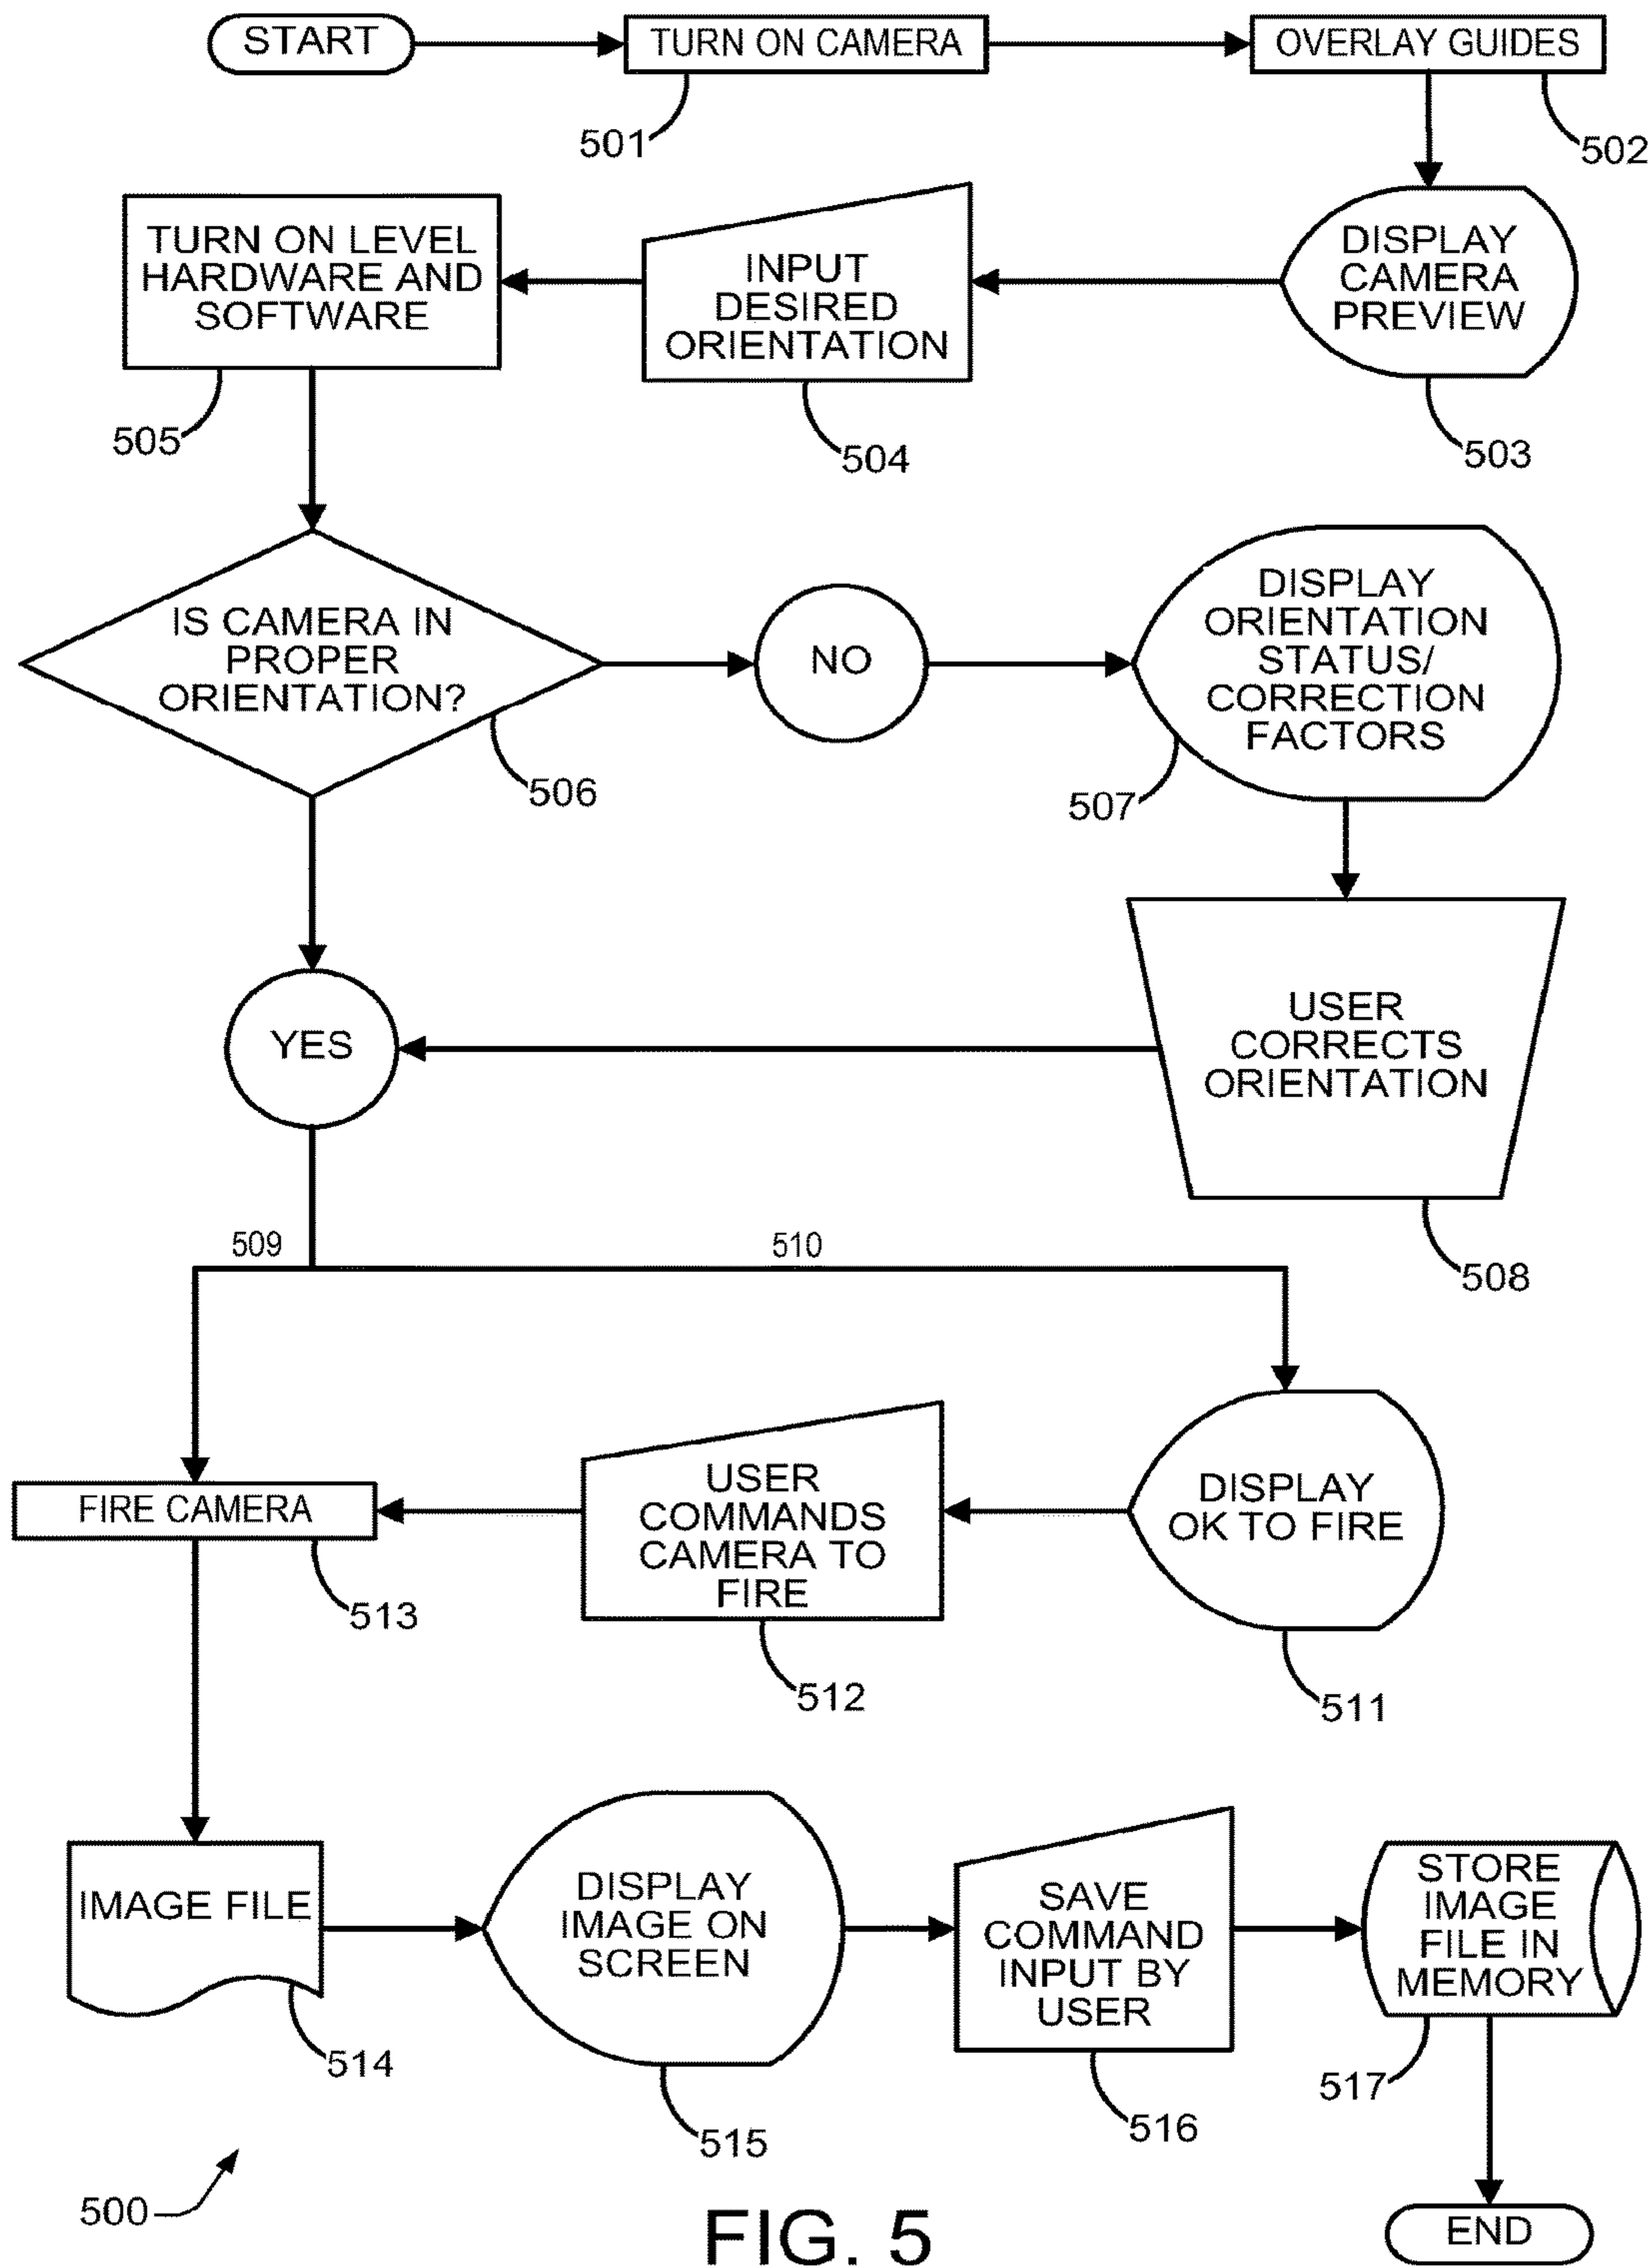 START
TURN ON CAMERA
OVERLAY GUIDES
501
502
TURN ON LEVEL
HARDWARE AND
SOFTWARE
INPUT
DESIRED
ORIENTATION
DISPLAY
CAMERA
PREVIEW
505
504
503
IS CAMERA IN
PROPER
ORIENTATION?
NO
DISPLAY
ORIENTATION
STATUS/
CORRECTION
FACTORS
506
507
YES
USER
CORRECTS
ORIENTATION
509
510
508
FIRE CAMERA
USER
COMMANDS
CAMERA TO
FIRE
DISPLAY
OK TO FIRE
513
512
511
IMAGE FILE
DISPLAY
IMAGE ON
SCREEN
SAVE
COMMAND
INPUT BY
USER
STORE
IMAGE
FILE IN
MEMORY
514
515
516
517
500
FIG. 5
END